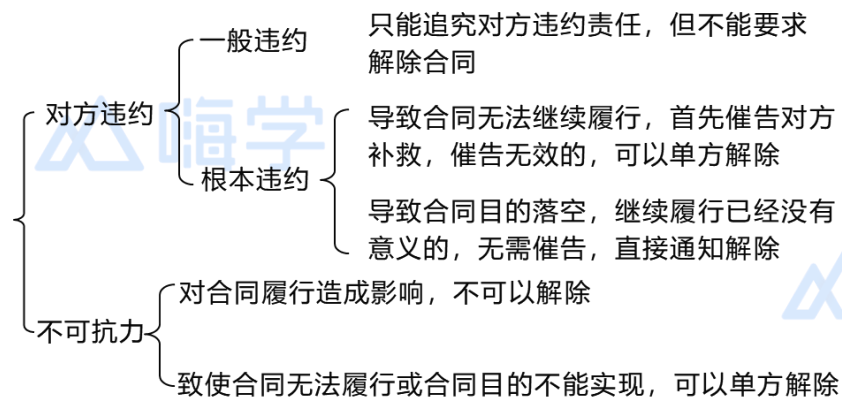 一般违约
只能追究对方违约责任，但不能要求
解除合同
对方违约
嗨学
根本违约
导致合同无法继续履行，首先催告对方
补救，催告无效的，可以单方解除
导致合同目的落空，继续履行已经没有
意义的，无需催告，直接通知解除
不可抗力
对合同履行造成影响，不可以解除
致使合同无法履行或合同目的不能实现，可以单方解除